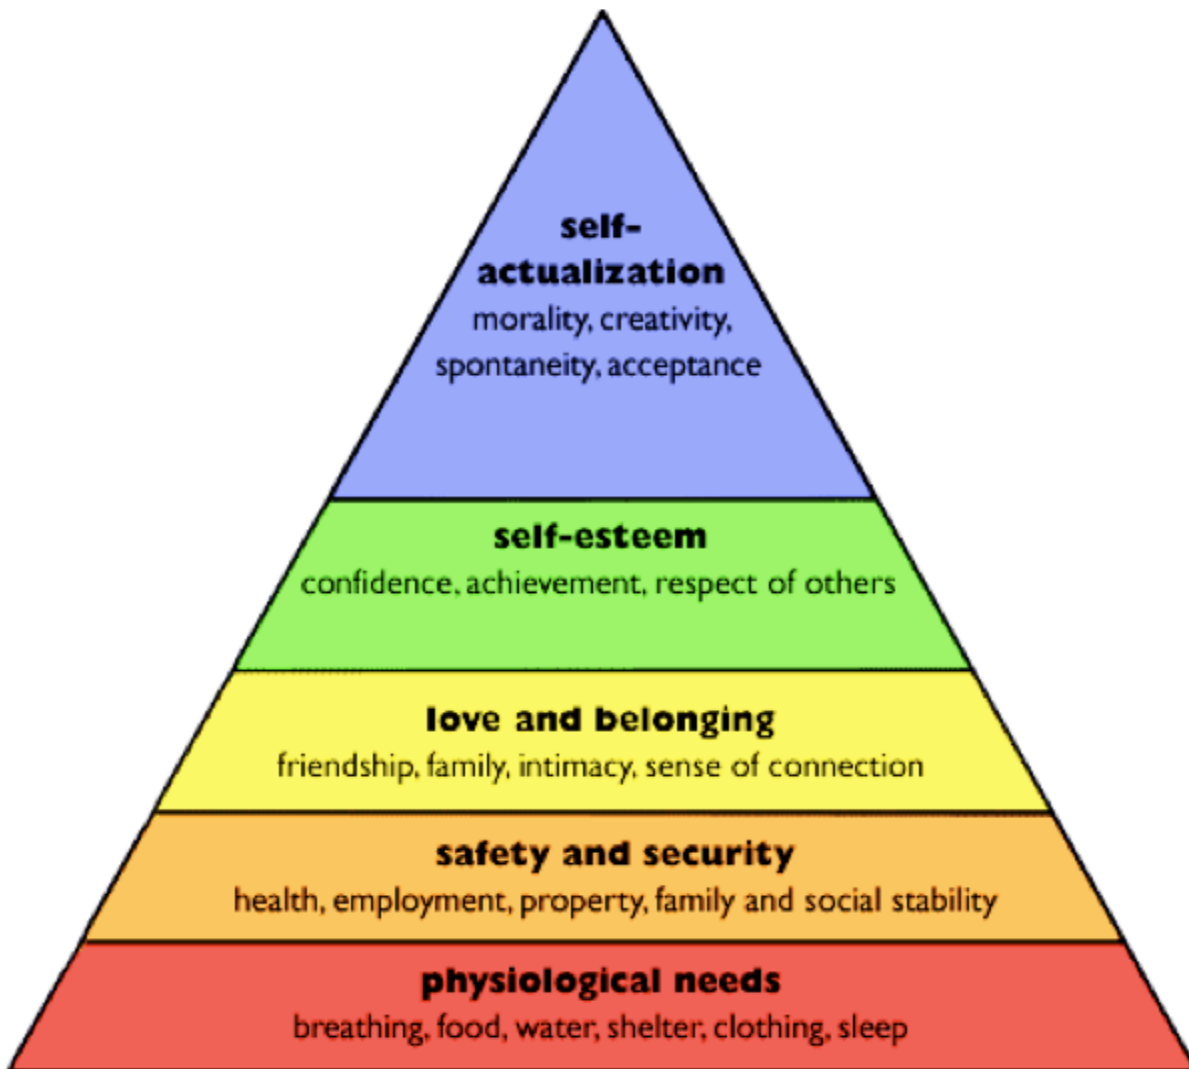 self-
actualization
morality, creativity,
spontaneity, acceptance
self-esteem
confidence, achievement, respect of others
love and belonging
friendship, family, intimacy, sense of connection
safety and security
health, employment, property, family and social stability
physiological needs
breathing, food, water, shelter, clothing, sleep